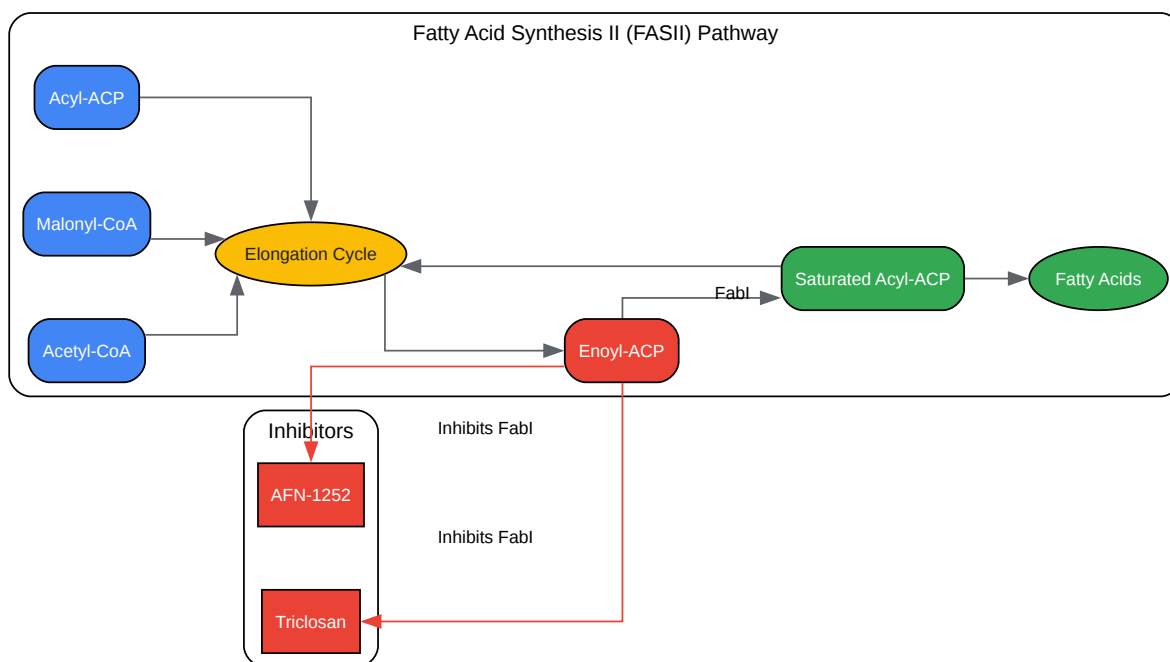 Fatty Acid Synthesis II (FASII) Pathway
Acyl-ACP
Malonyl-CoA
Elongation Cycle
Saturated Acyl-ACP
Fatty Acids
FabI
Acetyl-CoA
Enoyl-ACP
Inhibitors
Inhibits FabI
AFN-1252
Inhibits FabI
Triclosan